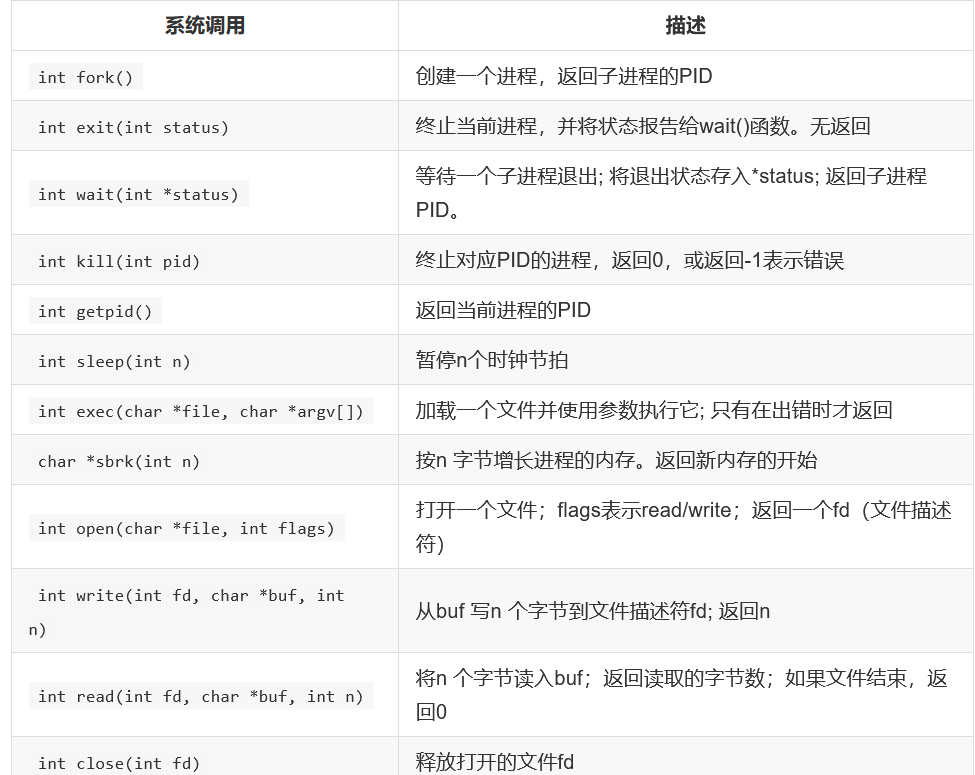 系统调用 描述
int fork() 创建一个进程，返回子进程的PID
int exit(int status) 终止当前进程，并将状态报告给wait()函数。无返回
int wait(int *status) 等待一个子进程退出; 将退出状态存入*status; 返回子进程
PID。
int kill(int pid) 终止对应PID的进程，返回0，或返回-1表示错误
int getpid() 返回当前进程的PID
int sleep(int n) 暂停n个时钟节拍
int exec(char *file, char *argv[]) 加载一个文件并使用参数执行它; 只有在出错时才返回
char *sbrk(int n) 按n 字节增长进程的内存。返回新内存的开始
int open(char *file, int flags) 打开一个文件；flags表示read/write；返回一个fd（文件描述
符）
int write(int fd, char *buf, int
n) 从buf 写n 个字节到文件描述符fd; 返回n
int read(int fd, char *buf, int n) 将n 个字节读入buf；返回读取的字节数；如果文件结束，返
回0
int close(int fd) 释放打开的文件fd